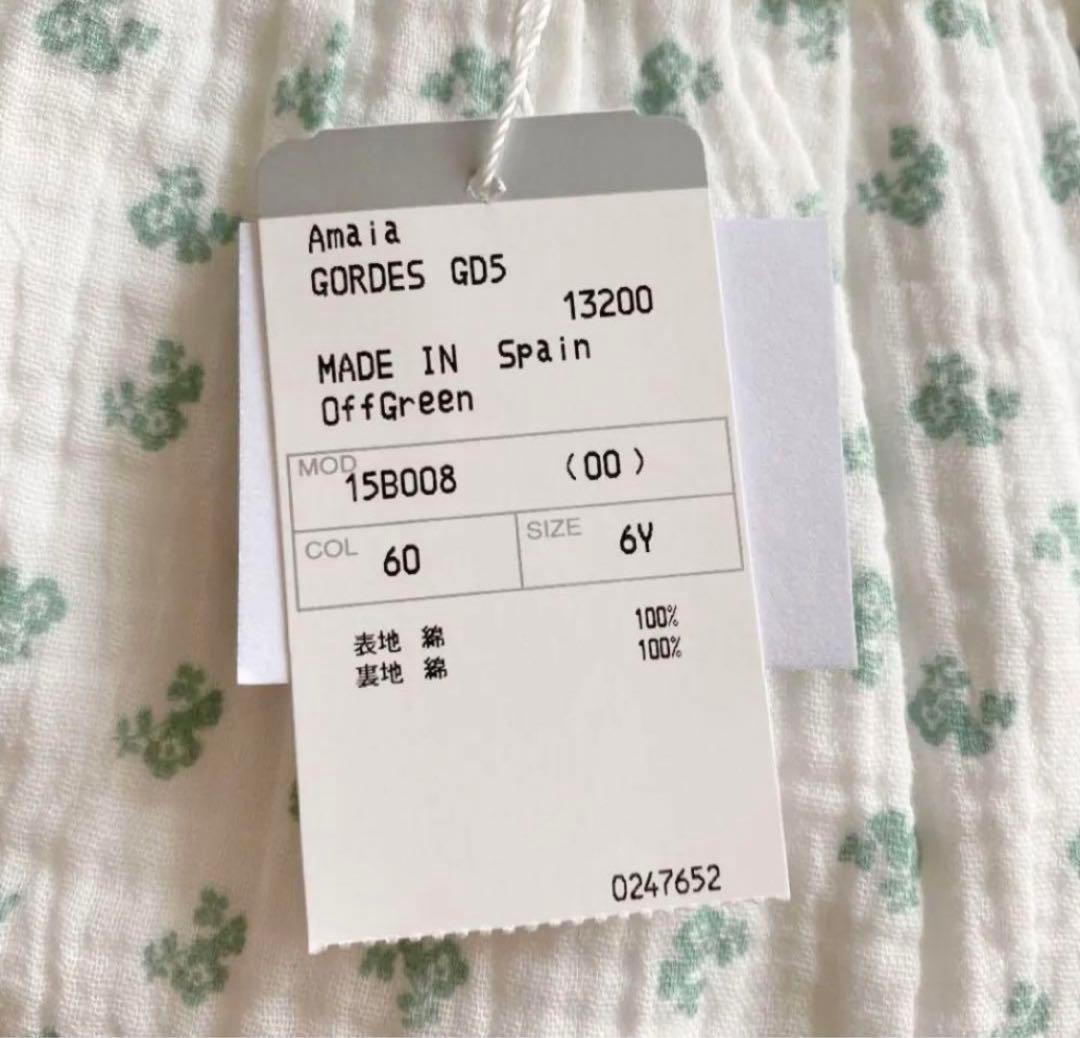 Amaia
GORDES GD5
13200
MADE IN Spain
OffGreen
MOD 15B008 (00)
COL 60 SIZE 6Y
表地 綿 100%
裏地 綿 100%
0247652